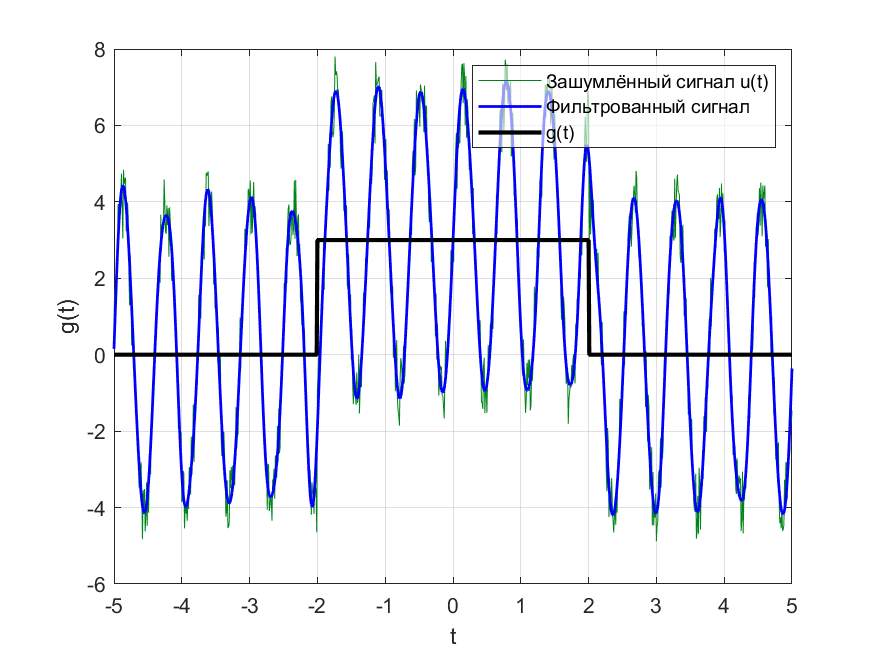 8
6
4
2
0
-2
-4
-6
g(t)
Зашумлённый сигнал u(t)
Фильтрованный сигнал
g(t)
-5 -4 -3 -2 -1 0 1 2 3 4 5
t